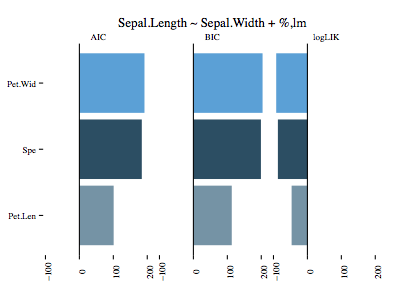 Sepal.Length ~ Sepal.Width + %,lm
AIC BIC logLIK
Pet.Wid
Spe
Pet.Len
-100 0 100 200 -100 0 100 200 -100 0 100 200